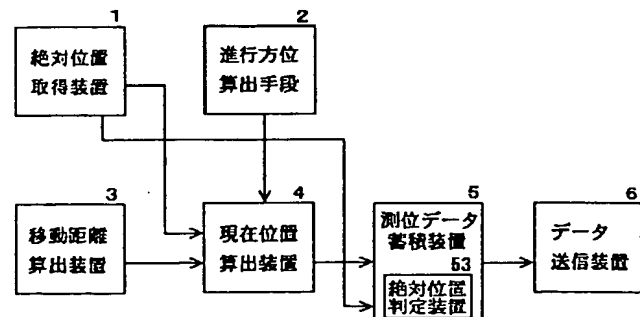 1
絶対位置
取得装置
2
進行方位
算出手段
3
移動距離
算出装置
4
現在位置
算出装置
5
測位データ
蓄積装置
53
絶対位置
判定装置
6
データ
送信装置